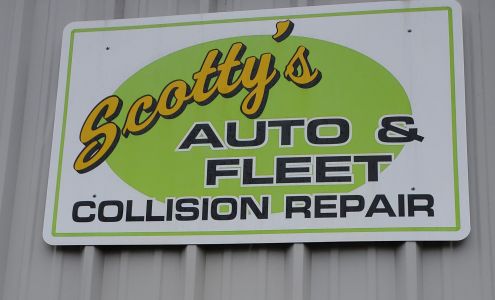 Scotty's
AUTO &
FLEET
COLLISION REPAIR